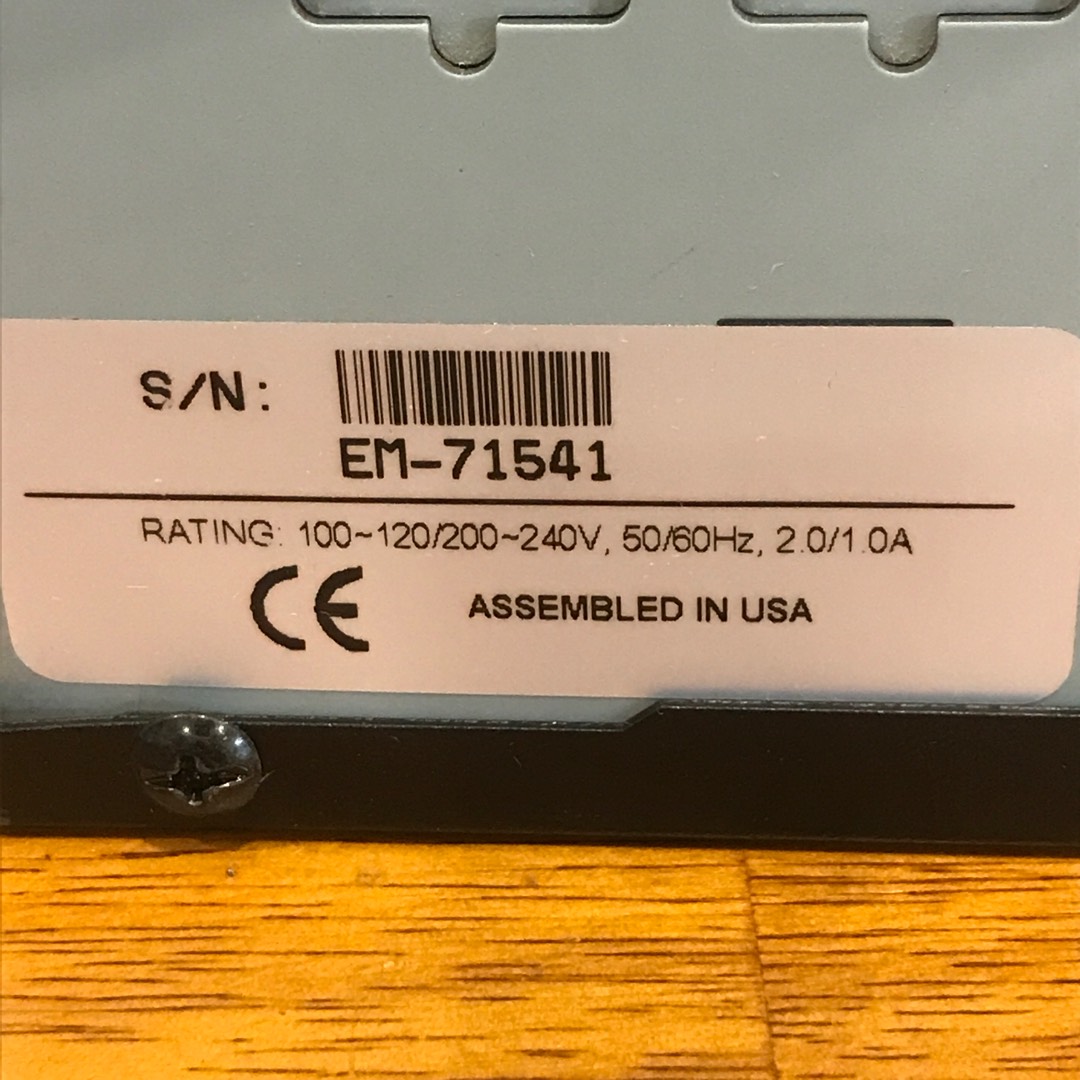 S/N:
EM-71541
RATING: 100~120/200~240V, 50/60Hz, 2.0/1.0A
CE ASSEMBLED IN USA